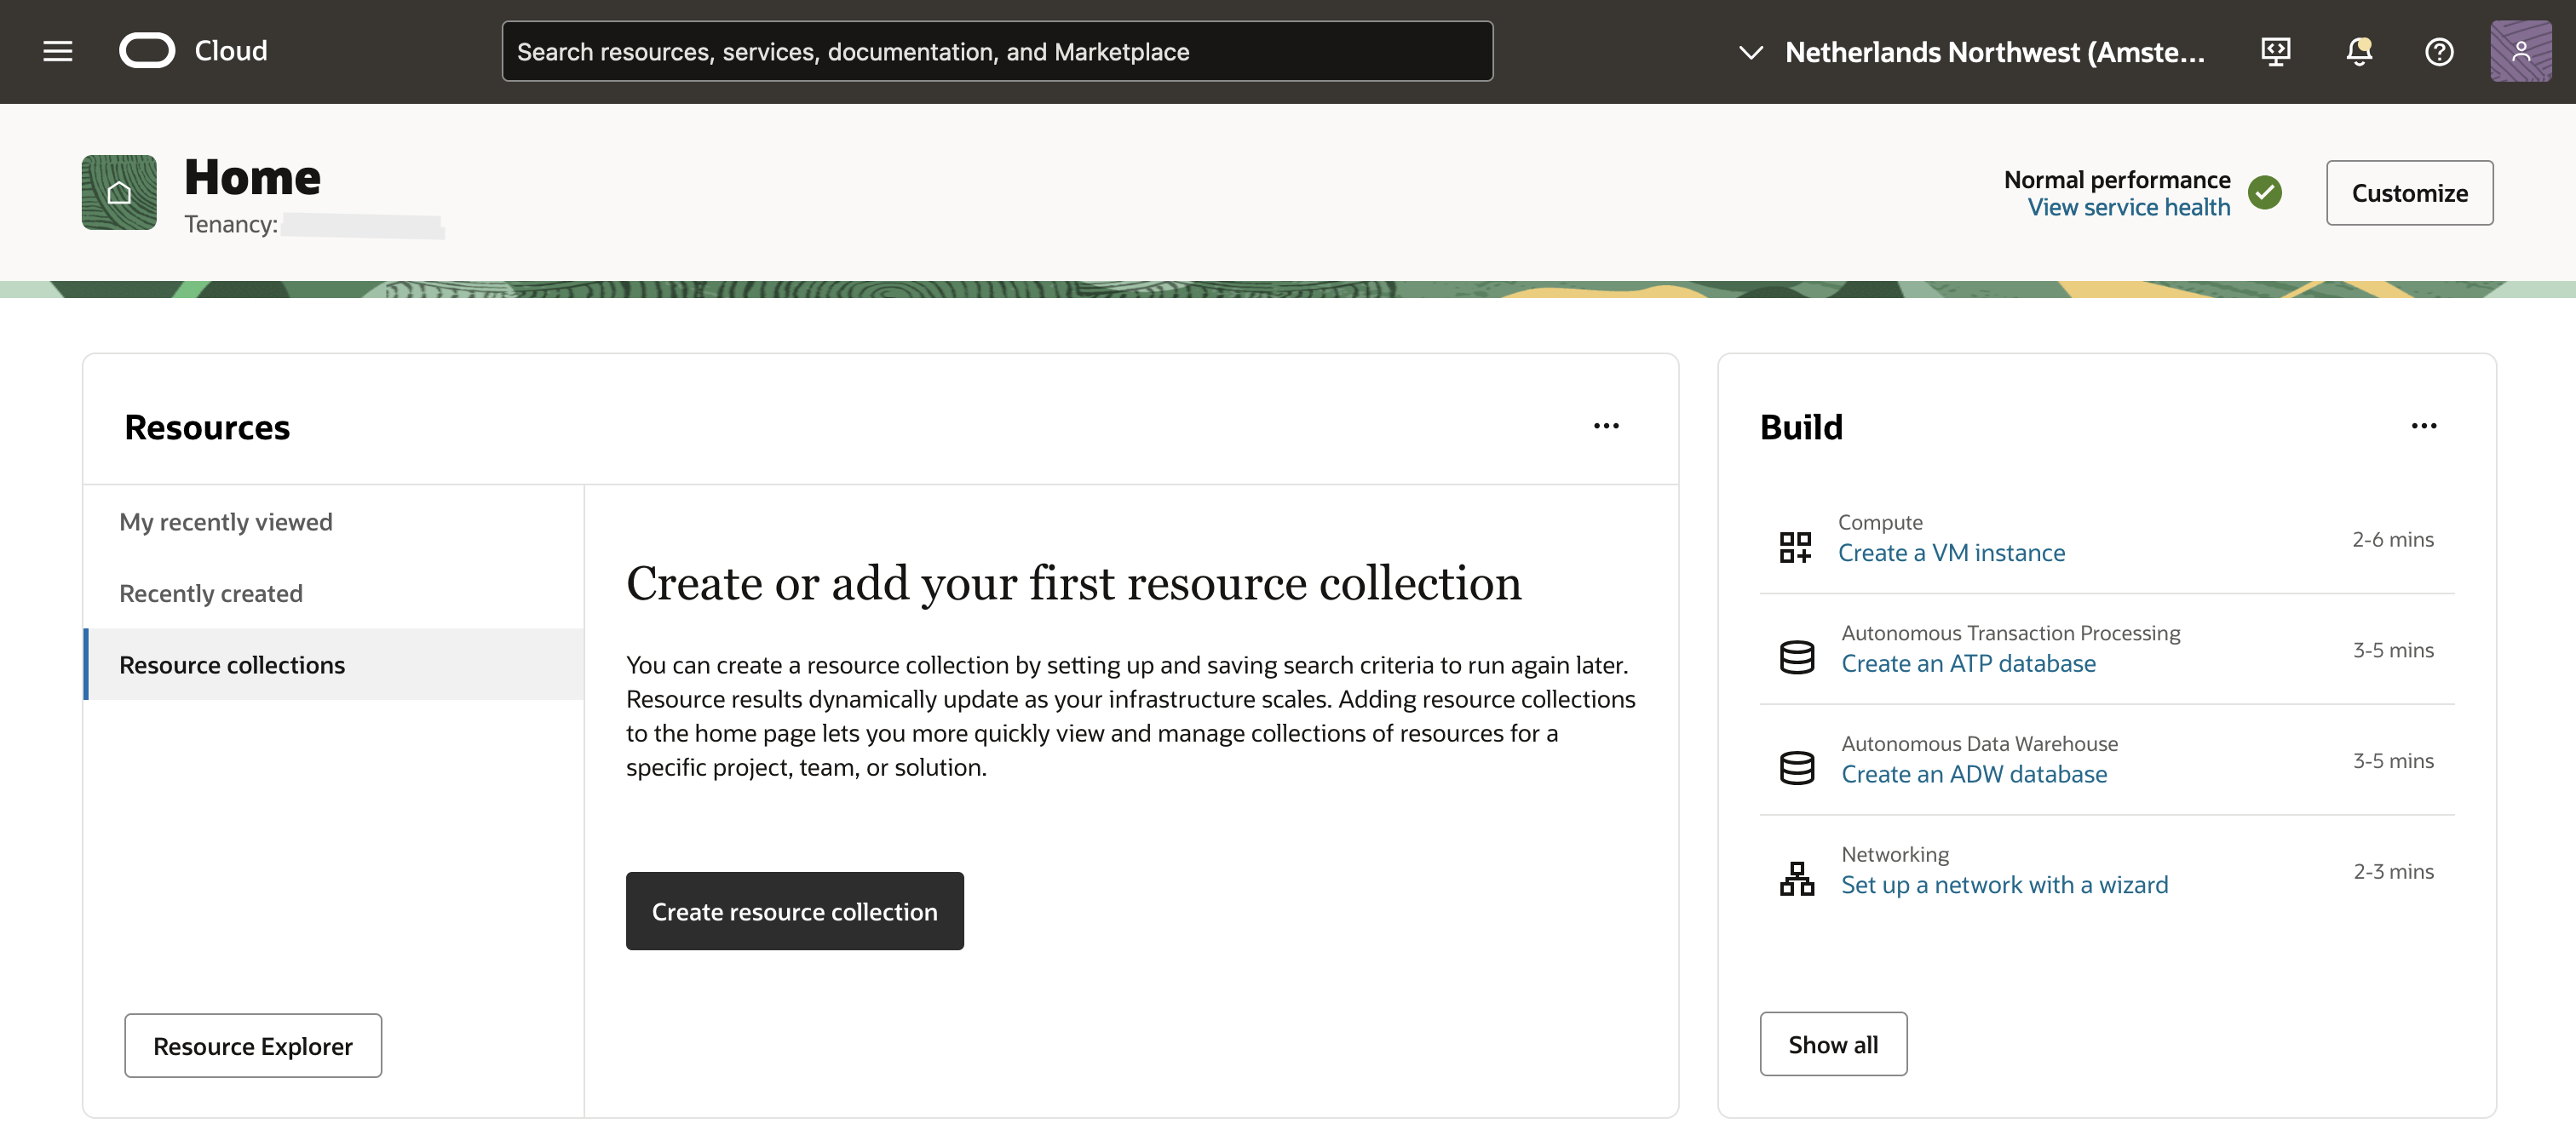 Cloud
Search resources, services, documentation, and Marketplace
Netherlands Northwest (Amste...
Home
Tenancy:
Normal performance
View service health
Customize
Resources
My recently viewed
Recently created
Resource collections
Resource Explorer
Create or add your first resource collection
You can create a resource collection by setting up and saving search criteria to run again later.
Resource results dynamically update as your infrastructure scales. Adding resource collections
to the home page lets you more quickly view and manage collections of resources for a
specific project, team, or solution.
Create resource collection
Build
Compute
Create a VM instance
2-6 mins
Autonomous Transaction Processing
Create an ATP database
3-5 mins
Autonomous Data Warehouse
Create an ADW database
3-5 mins
Networking
Set up a network with a wizard
2-3 mins
Show all